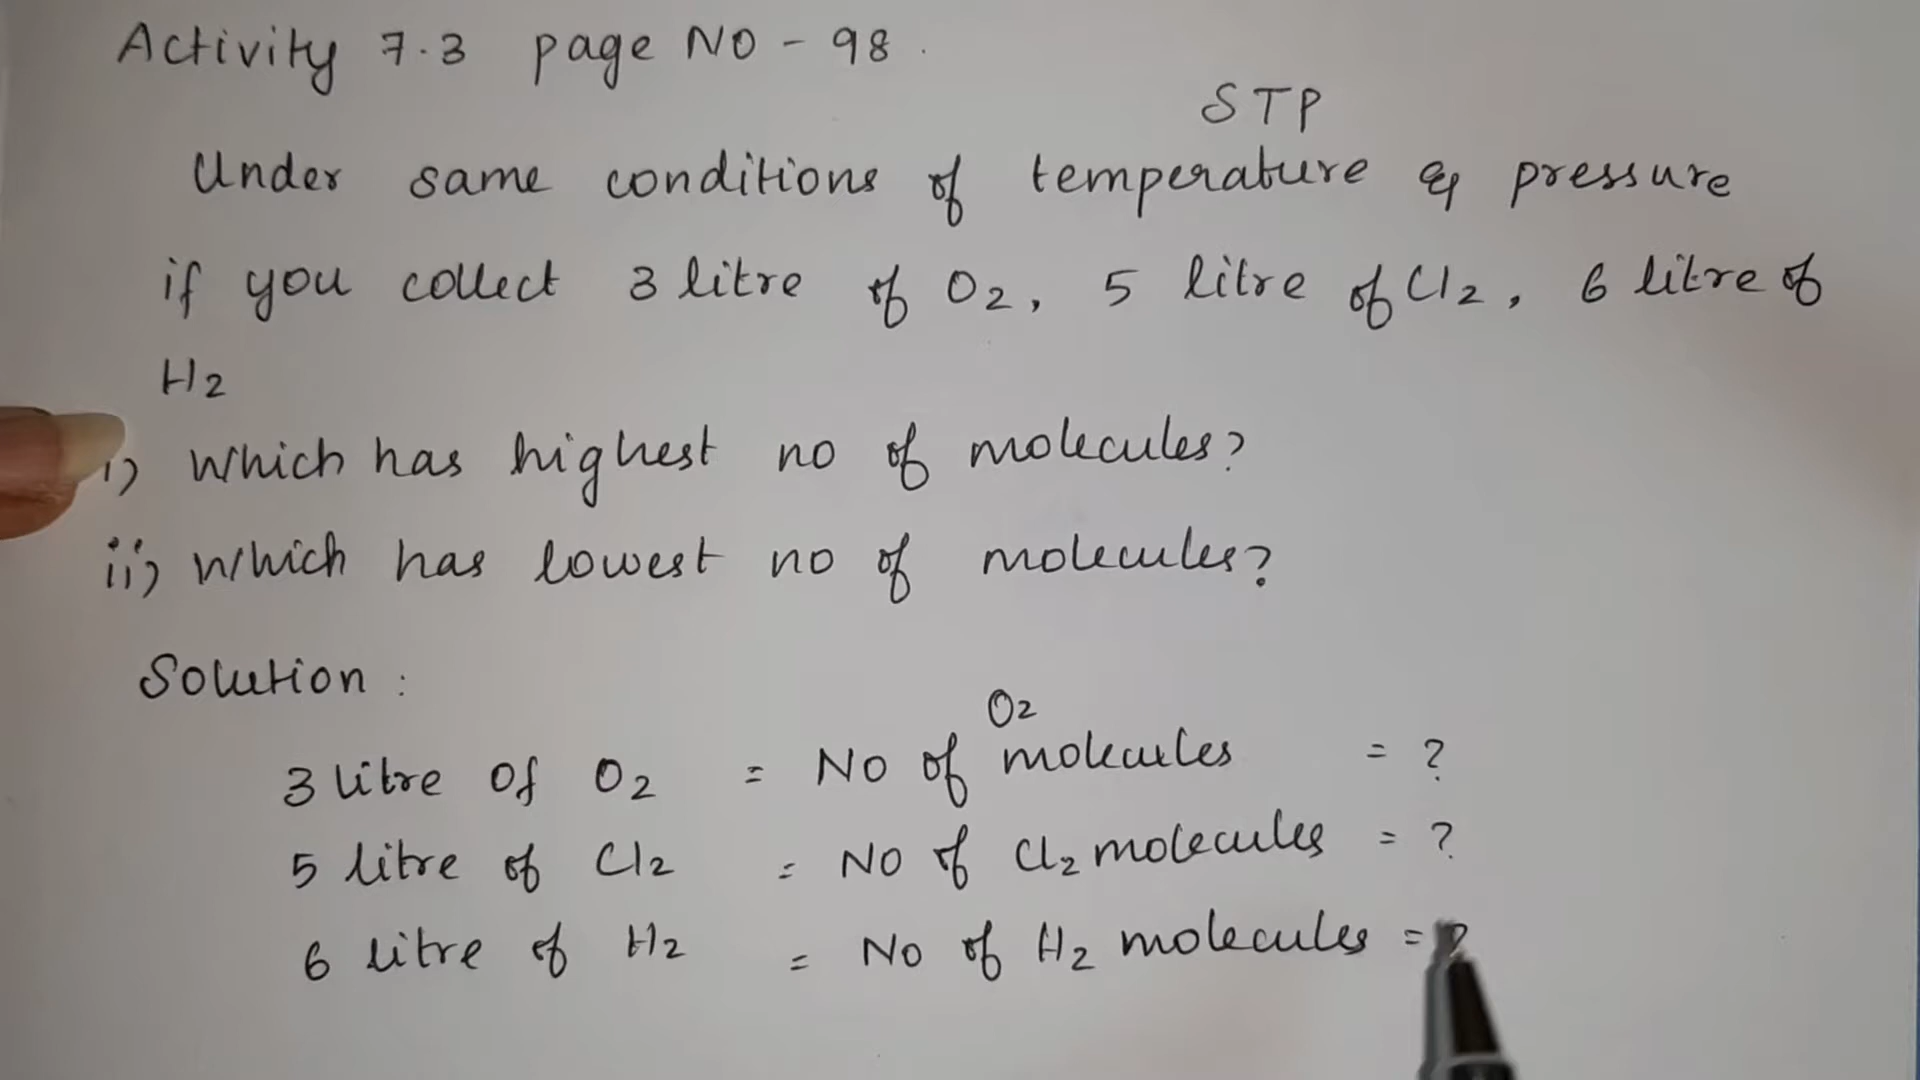 Activity 7.3 page NO - 98.
STP
Under same conditions of temperature & pressure
if you collect 3 litre of O2, 5 litre of Cl2, 6 litre of
H2
i) which has highest no of molecules?
ii) which has lowest no of molecules?
Solution :
O2
3 litre Of O2 = NO of molecules = ?
5 litre of Cl2 = NO of Cl2 molecules = ?
6 litre of H2 = NO of H2 molecules = ?